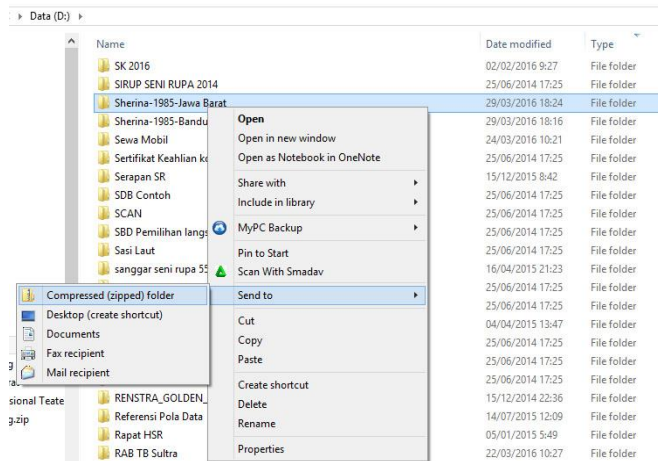 Data (D:)
Name Date modified Type
SK 2016 02/02/2016 9:27 File folder
SIRUP SENI RUPA 2014 25/06/2014 17:25 File folder
Sherina-1985-Jawa Barat 29/03/2016 18:24 File folder
Sherina-1985-Bandu 29/03/2016 18:16 File folder
Sewa Mobil 24/03/2016 10:21 File folder
Sertifikat Keahlian ko 25/06/2014 17:25 File folder
Serapan SR 15/12/2015 8:42 File folder
SDB Contoh 25/06/2014 17:25 File folder
SCAN 25/06/2014 17:25 File folder
SBD Pemilihan langs 25/06/2014 17:25 File folder
Sasi Laut 25/06/2014 17:25 File folder
sanggar seni rupa 55 16/04/2015 21:23 File folder
25/06/2014 17:25 File folder
25/06/2014 17:25 File folder
04/04/2015 13:47 File folder
25/06/2014 17:25 File folder
25/06/2014 17:25 File folder
25/06/2014 17:25 File folder
RENSTRA_GOLDEN_ 15/12/2014 22:36 File folder
Referensi Pola Data 14/07/2015 12:09 File folder
Rapat HSR 05/01/2015 5:49 File folder
RAB TB Sultra 22/03/2016 10:27 File folder
Open
Open in new window
Open as Notebook in OneNote
Share with
Include in library
MyPC Backup
Pin to Start
Scan With Smadav
Send to
Cut
Copy
Paste
Create shortcut
Delete
Rename
Properties
Compressed (zipped) folder
Desktop (create shortcut)
Documents
Fax recipient
Mail recipient
sional Teate
g.zip